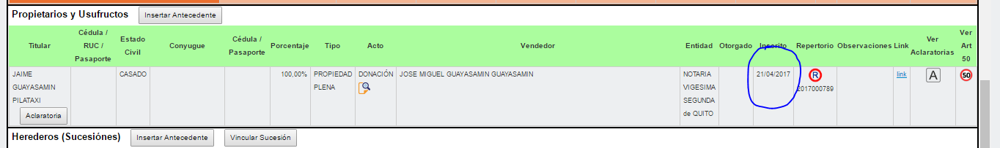 Propietarios y Usufructos Insertar Antecedente
Titular Cédula / RUC / Pasaporte Estado Civil Conyugue Cédula / Pasaporte Porcentaje Tipo Acto Vendedor Entidad Otorgado Inscrito Repertorio Observaciones Link Ver Aclaratorias Ver Art 50
JAIME GUAYASAMIN PILATAXI CASADO 100,00% PROPIEDAD PLENA DONACIÓN JOSE MIGUEL GUAYASAMIN GUAYASAMIN NOTARIA VIGESIMA SEGUNDA de QUITO 21/04/2017 R 2017000789 link A 50
Aclaratoria
Herederos (Sucesiónes) Insertar Antecedente Vincular Sucesión